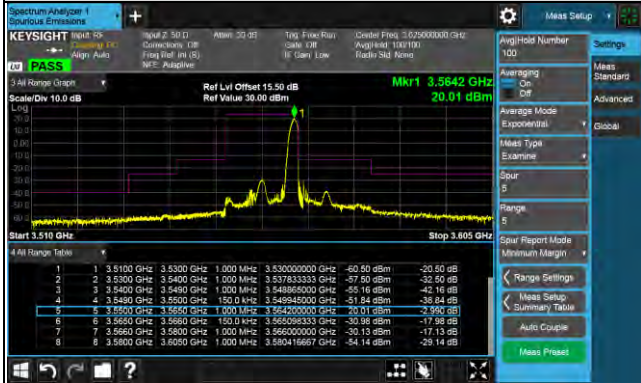 Spectrum Analyzer 1
Spurious Emissions
Meas Setup
KEYSIGHT Input: RF
Coupling: DC
Align: Auto
Input Z: 50 Ω
Corrections: Off
Freq Ref: Int (S)
NFE: Adaptive
Atten: 30 dB
Trig: Free Run
Gate: Off
IF Gain: Low
Center Freq: 3.625000000 GHz
Avg|Hold: 100/100
Radio Std: None
PASS
3 All Range Graph
Scale/Div 10.0 dB
Ref Lvl Offset 15.50 dB
Ref Value 30.00 dBm
Mkr1 3.5642 GHz
20.01 dBm
Log
1
Start 3.510 GHz
Stop 3.605 GHz
4 All Range Table
1 1 3.5100 GHz 3.5300 GHz 1.000 MHz 3.530000000 GHz -60.50 dBm -20.50 dB
2 2 3.5300 GHz 3.5400 GHz 1.000 MHz 3.537833333 GHz -57.50 dBm -32.50 dB
3 3 3.5400 GHz 3.5490 GHz 1.000 MHz 3.548865000 GHz -55.16 dBm -42.16 dB
4 4 3.5490 GHz 3.5500 GHz 150.0 kHz 3.549945000 GHz -51.84 dBm -38.84 dB
5 5 3.5500 GHz 3.5650 GHz 1.000 MHz 3.564200000 GHz 20.01 dBm -2.990 dB
6 6 3.5650 GHz 3.5660 GHz 150.0 kHz 3.565098333 GHz -30.98 dBm -17.98 dB
7 7 3.5660 GHz 3.5800 GHz 1.000 MHz 3.566000000 GHz -30.13 dBm -17.13 dB
8 8 3.5800 GHz 3.6050 GHz 1.000 MHz 3.580416667 GHz -54.14 dBm -29.14 dB
Avg|Hold Number
100
Averaging
On
Off
Average Mode
Exponential
Meas Type
Examine
Spur
5
Range
5
Spur Report Mode
Minimum Margin
Range Settings
Meas Setup
Summary Table
Auto Couple
Meas Preset
Settings
Meas
Standard
Advanced
Global
?